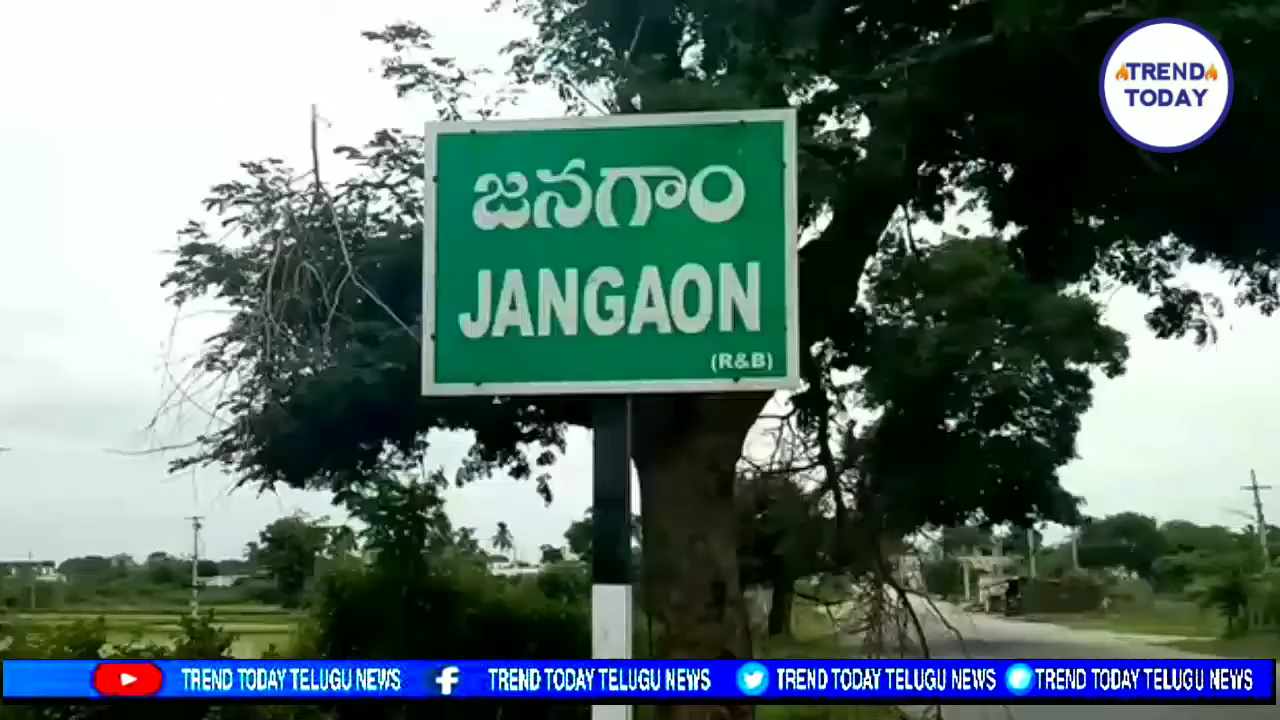 TREND
TODAY
జనగాం
JANGAON
(R&B)
TREND TODAY TELUGU NEWS TREND TODAY TELUGU NEWS TREND TODAY TELUGU NEWS TREND TODAY TELUGU NEWS